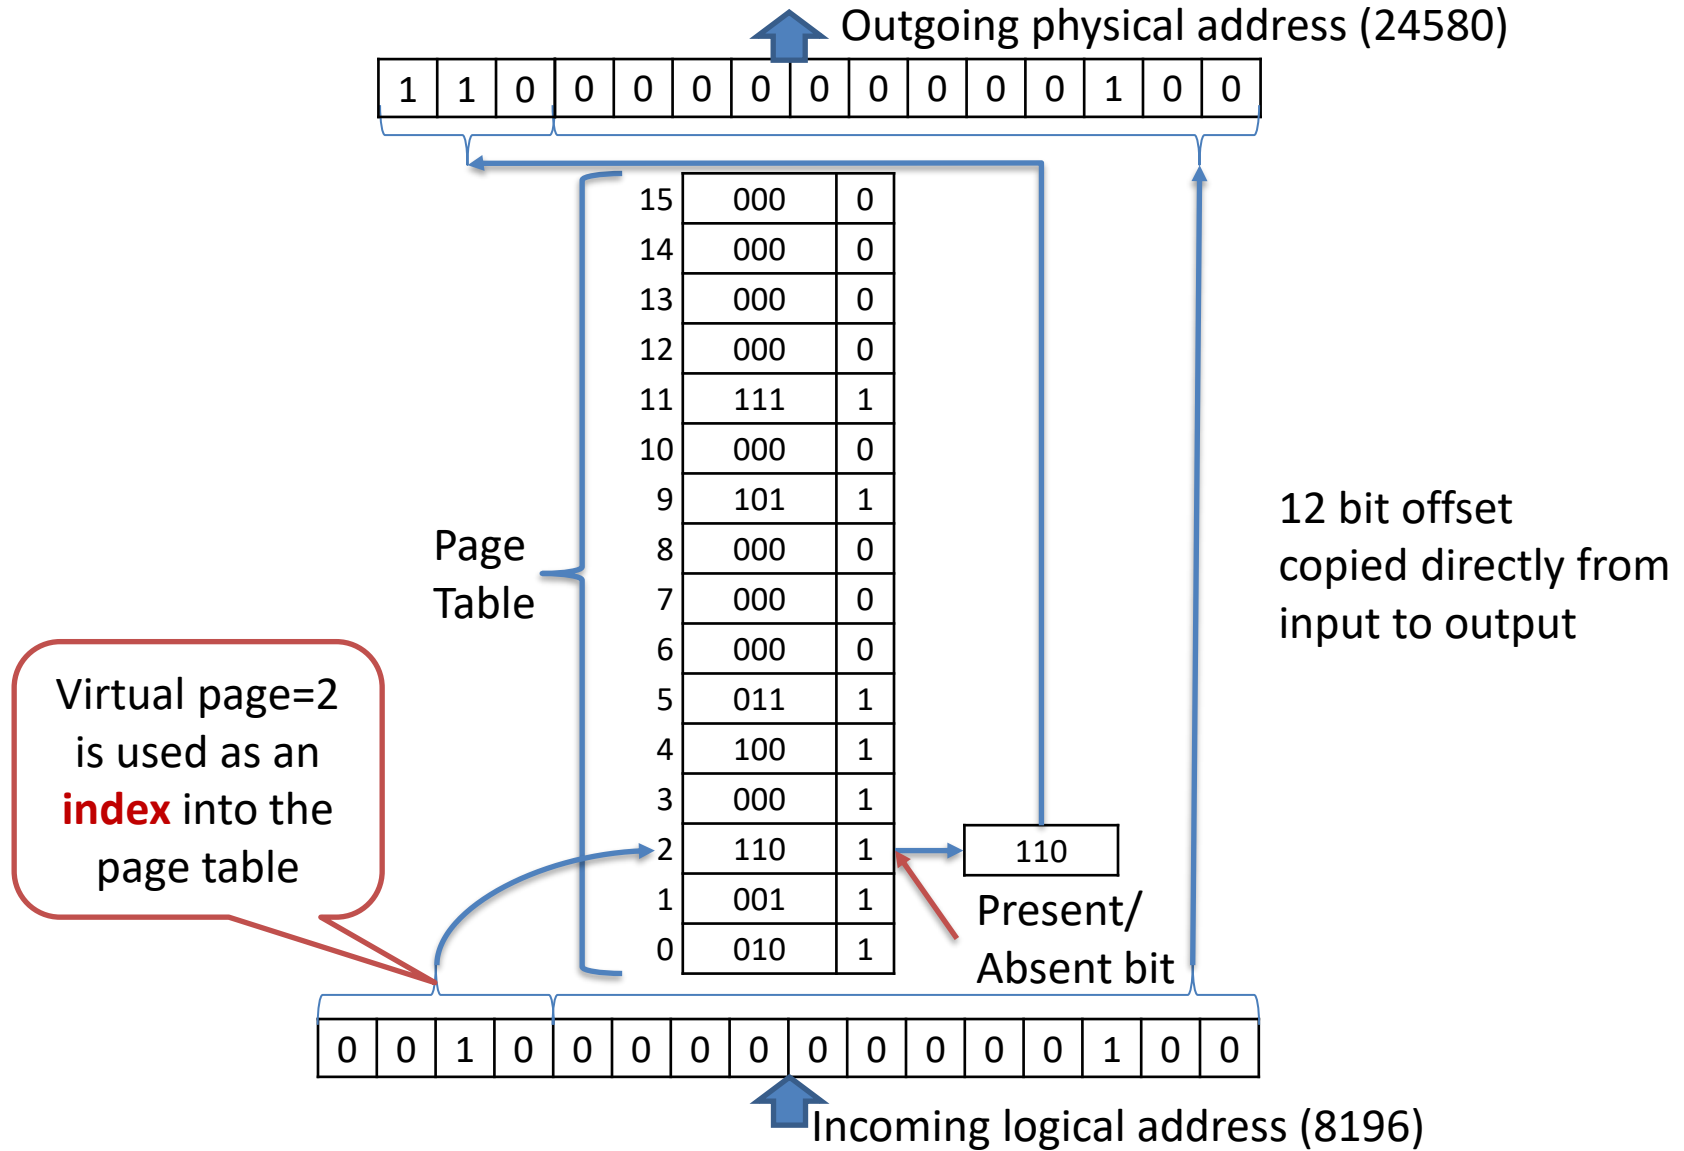 Outgoing physical address (24580)
1 1 0 0 0 0 0 0 0 0 0 0 1 0 0
15 000 0
14 000 0
13 000 0
12 000 0
11 111 1
10 000 0
9 101 1
8 000 0
7 000 0
6 000 0
5 011 1
4 100 1
3 000 1
2 110 1
1 001 1
0 010 1
Page
Table
12 bit offset
copied directly from
input to output
Virtual page=2
is used as an
index into the
page table
110
Present/
Absent bit
0 0 1 0 0 0 0 0 0 0 0 0 0 1 0 0
Incoming logical address (8196)